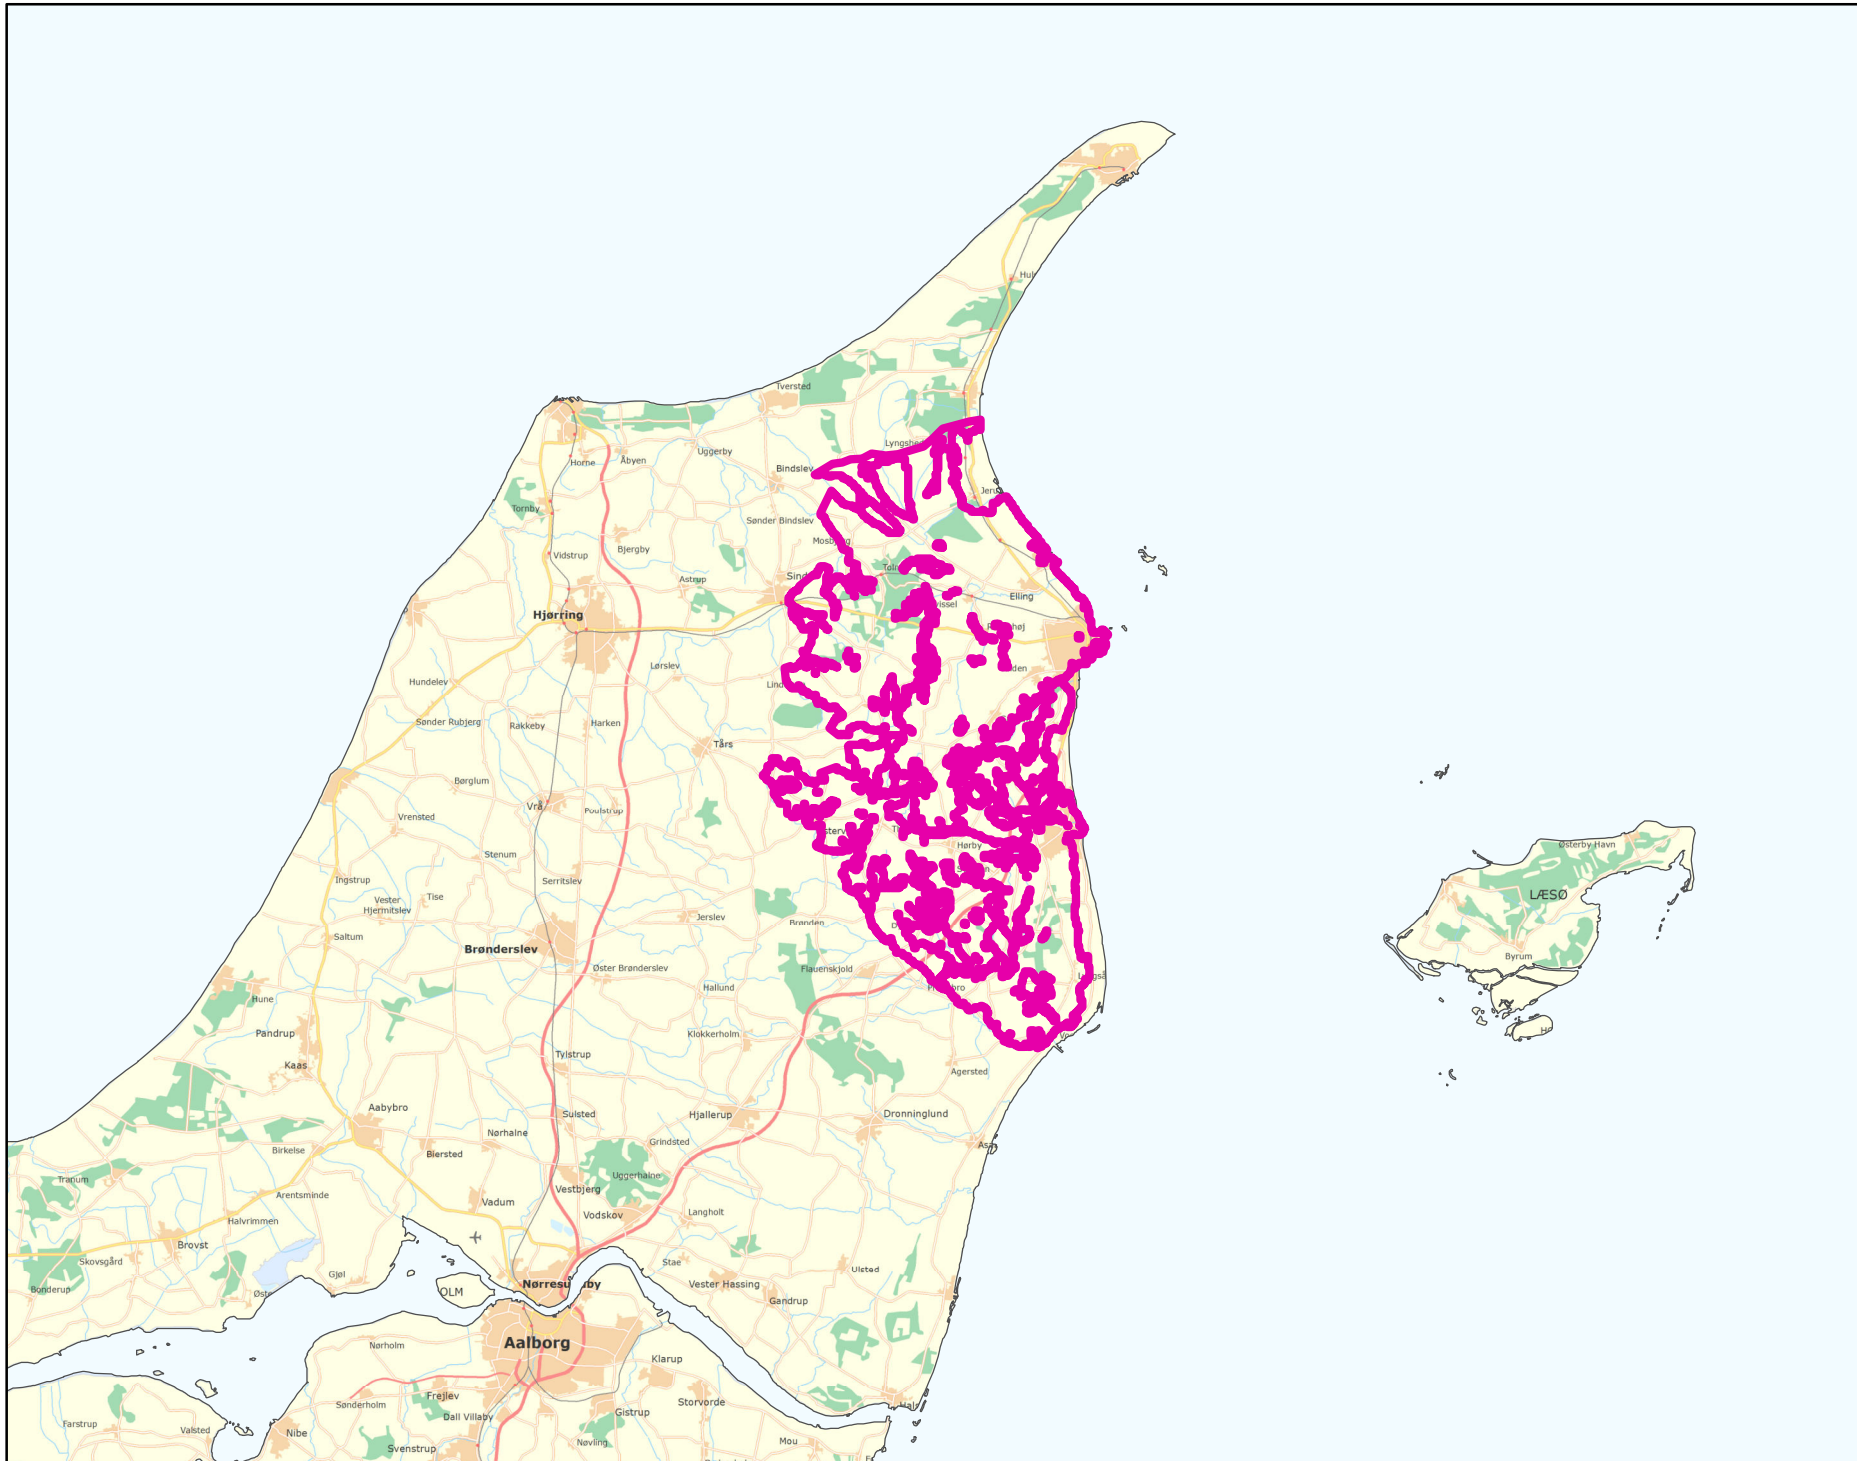 Tversted
Lyngshe
Uggerby
Horne
Åbyen
Bindslev
Tornby
Sønder Bindslev
Bjergby
Mosbjerg
Vidstrup
Astrup
Sind
Toln
Elling
Hjørring
Lørslev
Hundelev
Sønder Rubjerg
Rakkeby
Harken
Tårs
Børglum
Vrå
Poulstrup
Vrensted
Stenum
Hørby
Østerby Havn
Ingstrup
Serritslev
Tise
Vester
Hjermitslev
LÆSØ
Jerslev
Brønden
Saltum
Brønderslev
Øster Brønderslev
Flauenskjold
Byrum
Hallund
Hune
Pandrup
Klokkerholm
Kaas
Tylstrup
Agersted
Aabybro
Sulsted
Hjallerup
Dronninglund
Nørhalne
Grindsted
Birkelse
Biersted
Tranum
Uggerhalne
Arentsminde
Vestbjerg
Vadum
Halvrimmen
Vodskov
Langholt
Brovst
Skovsgård
Stae
Ulsted
Gjøl
Bonderup
Vester Hassing
OLM
Gandrup
Aalborg
Nørholm
Klarup
Frejlev
Sønderholm
Storvorde
Dall Villaby
Gistrup
Farstrup
Valsted
Nibe
Svenstrup
Nøvling
Mou